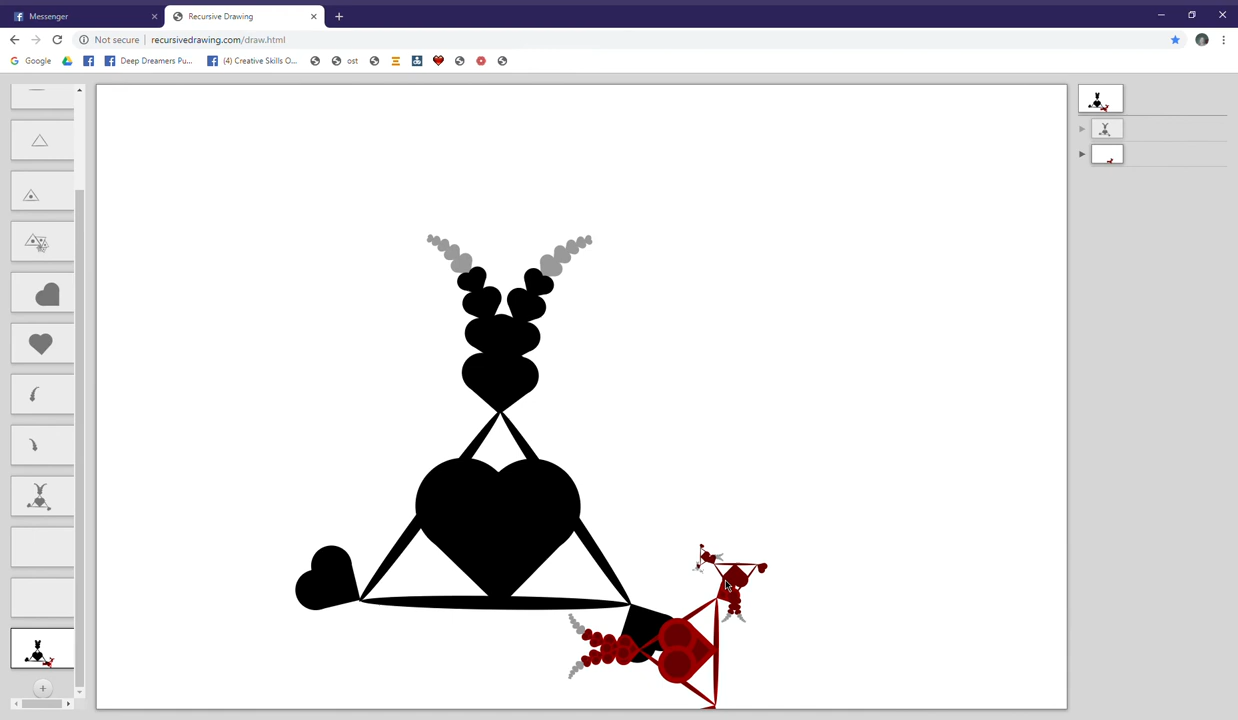 Messenger
Recursive Drawing
Not secure
recursivedrawing.com/draw.html
Google
Deep Dreamers Pu...
(4) Creative Skills O...
ost